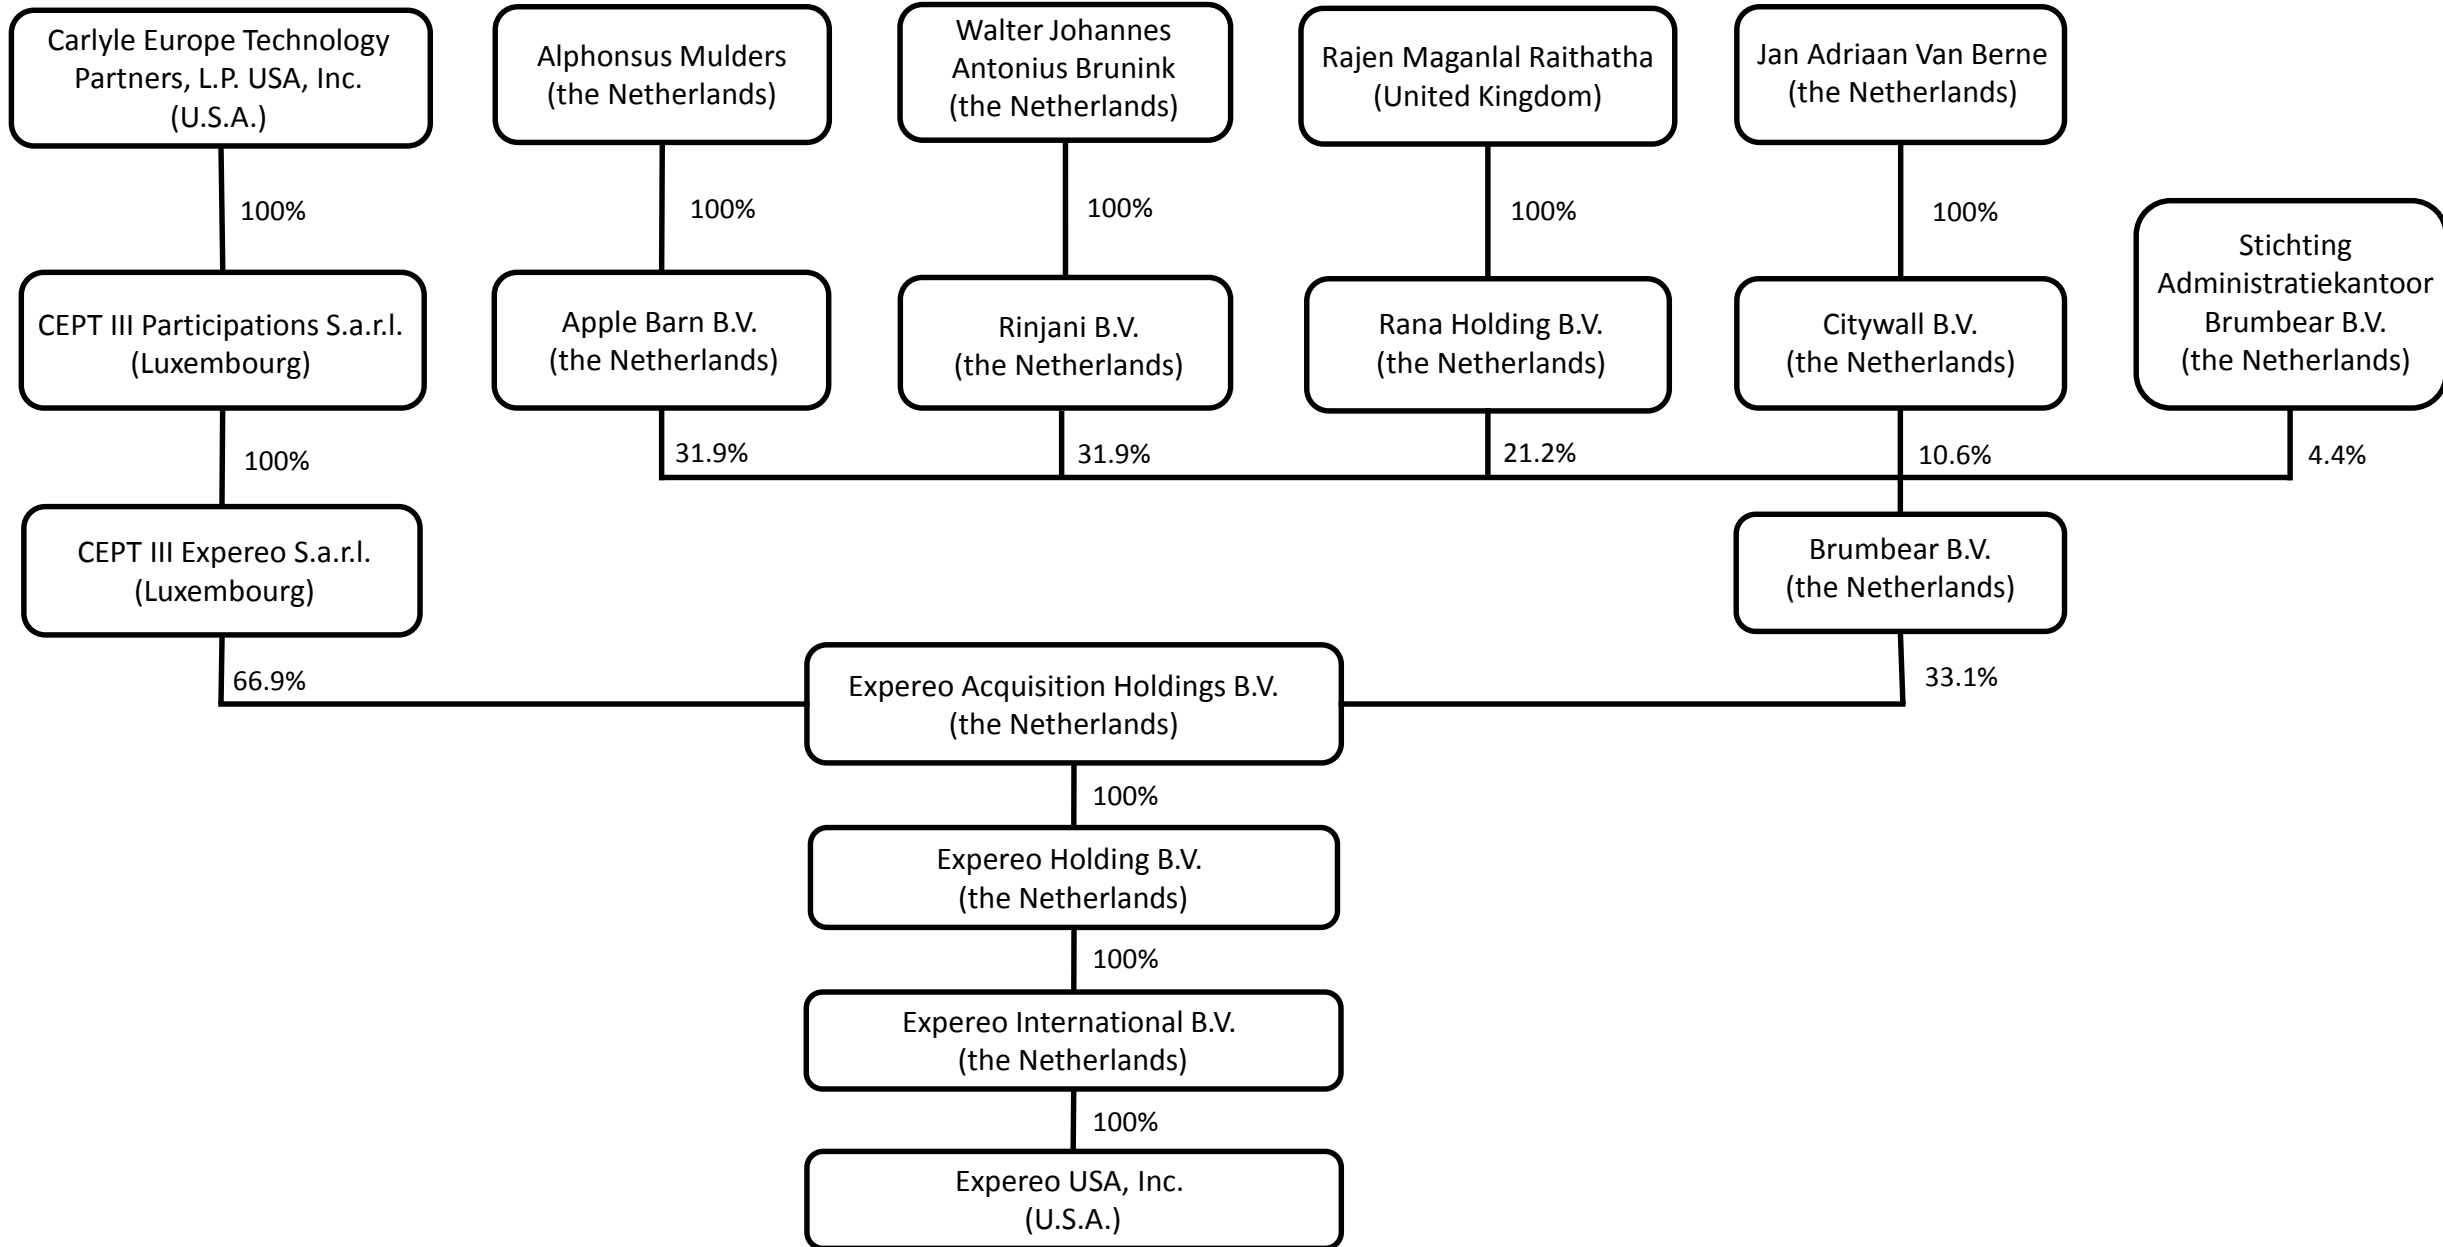 Carlyle Europe Technology
Partners, L.P. USA, Inc.
(U.S.A.)
Alphonsus Mulders
(the Netherlands)
Walter Johannes
Antonius Brunink
(the Netherlands)
Rajen Maganlal Raithatha
(United Kingdom)
Jan Adriaan Van Berne
(the Netherlands)
100%
100%
100%
100%
100%
CEPT III Participations S.a.r.l.
(Luxembourg)
Apple Barn B.V.
(the Netherlands)
Rinjani B.V.
(the Netherlands)
Rana Holding B.V.
(the Netherlands)
Citywall B.V.
(the Netherlands)
Stichting
Administratiekantoor
Brumbear B.V.
(the Netherlands)
100%
31.9%
31.9%
21.2%
10.6%
4.4%
CEPT III Expereo S.a.r.l.
(Luxembourg)
Brumbear B.V.
(the Netherlands)
66.9%
33.1%
Expereo Acquisition Holdings B.V.
(the Netherlands)
100%
Expereo Holding B.V.
(the Netherlands)
100%
Expereo International B.V.
(the Netherlands)
100%
Expereo USA, Inc.
(U.S.A.)